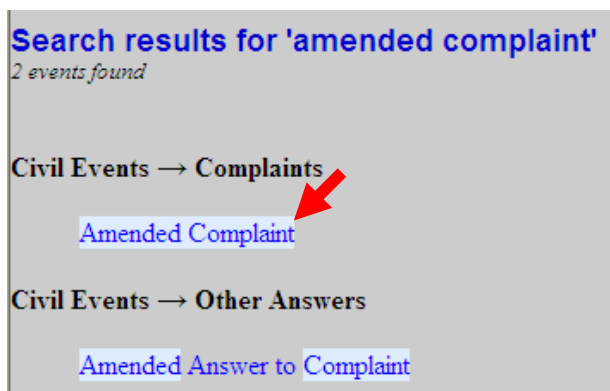 Search results for 'amended complaint'
2 events found
Civil Events → Complaints
Amended Complaint
Civil Events → Other Answers
Amended Answer to Complaint